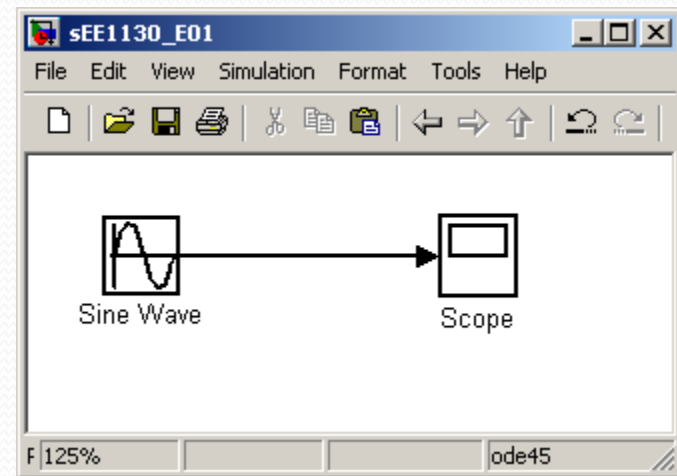 sEE1130_E01
File Edit View Simulation Format Tools Help
Sine Wave
Scope
F 125% ode45